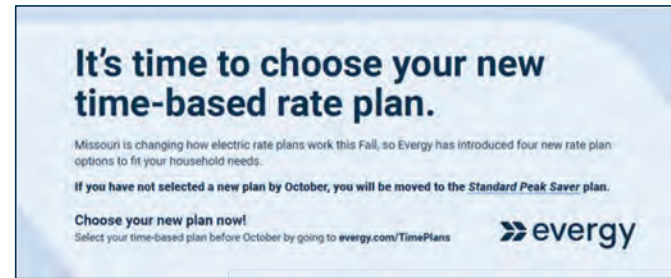 It's time to choose your new
time-based rate plan.
Missouri is changing how electric rate plans work this Fall, so Evergy has introduced four new rate plan
options to fit your household needs.
If you have not selected a new plan by October, you will be moved to the Standard Peak Saver plan.
Choose your new plan now!
Select your time-based plan before October by going to evergy.com/TimePlans
evergy